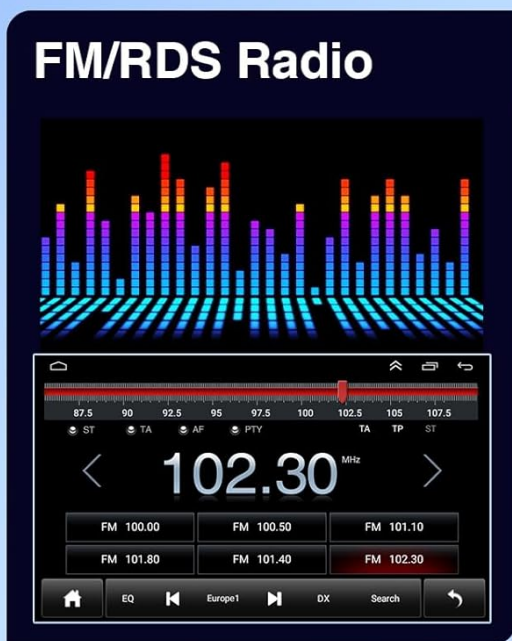 FM/RDS Radio
87.5 90 92.5 95 97.5 100 102.5 105 107.5
ST TA AF PTY TA TP ST
102.30 MHz
FM 100.00 FM 100.50 FM 101.10
FM 101.80 FM 101.40 FM 102.30
EQ Europe1 DX Search